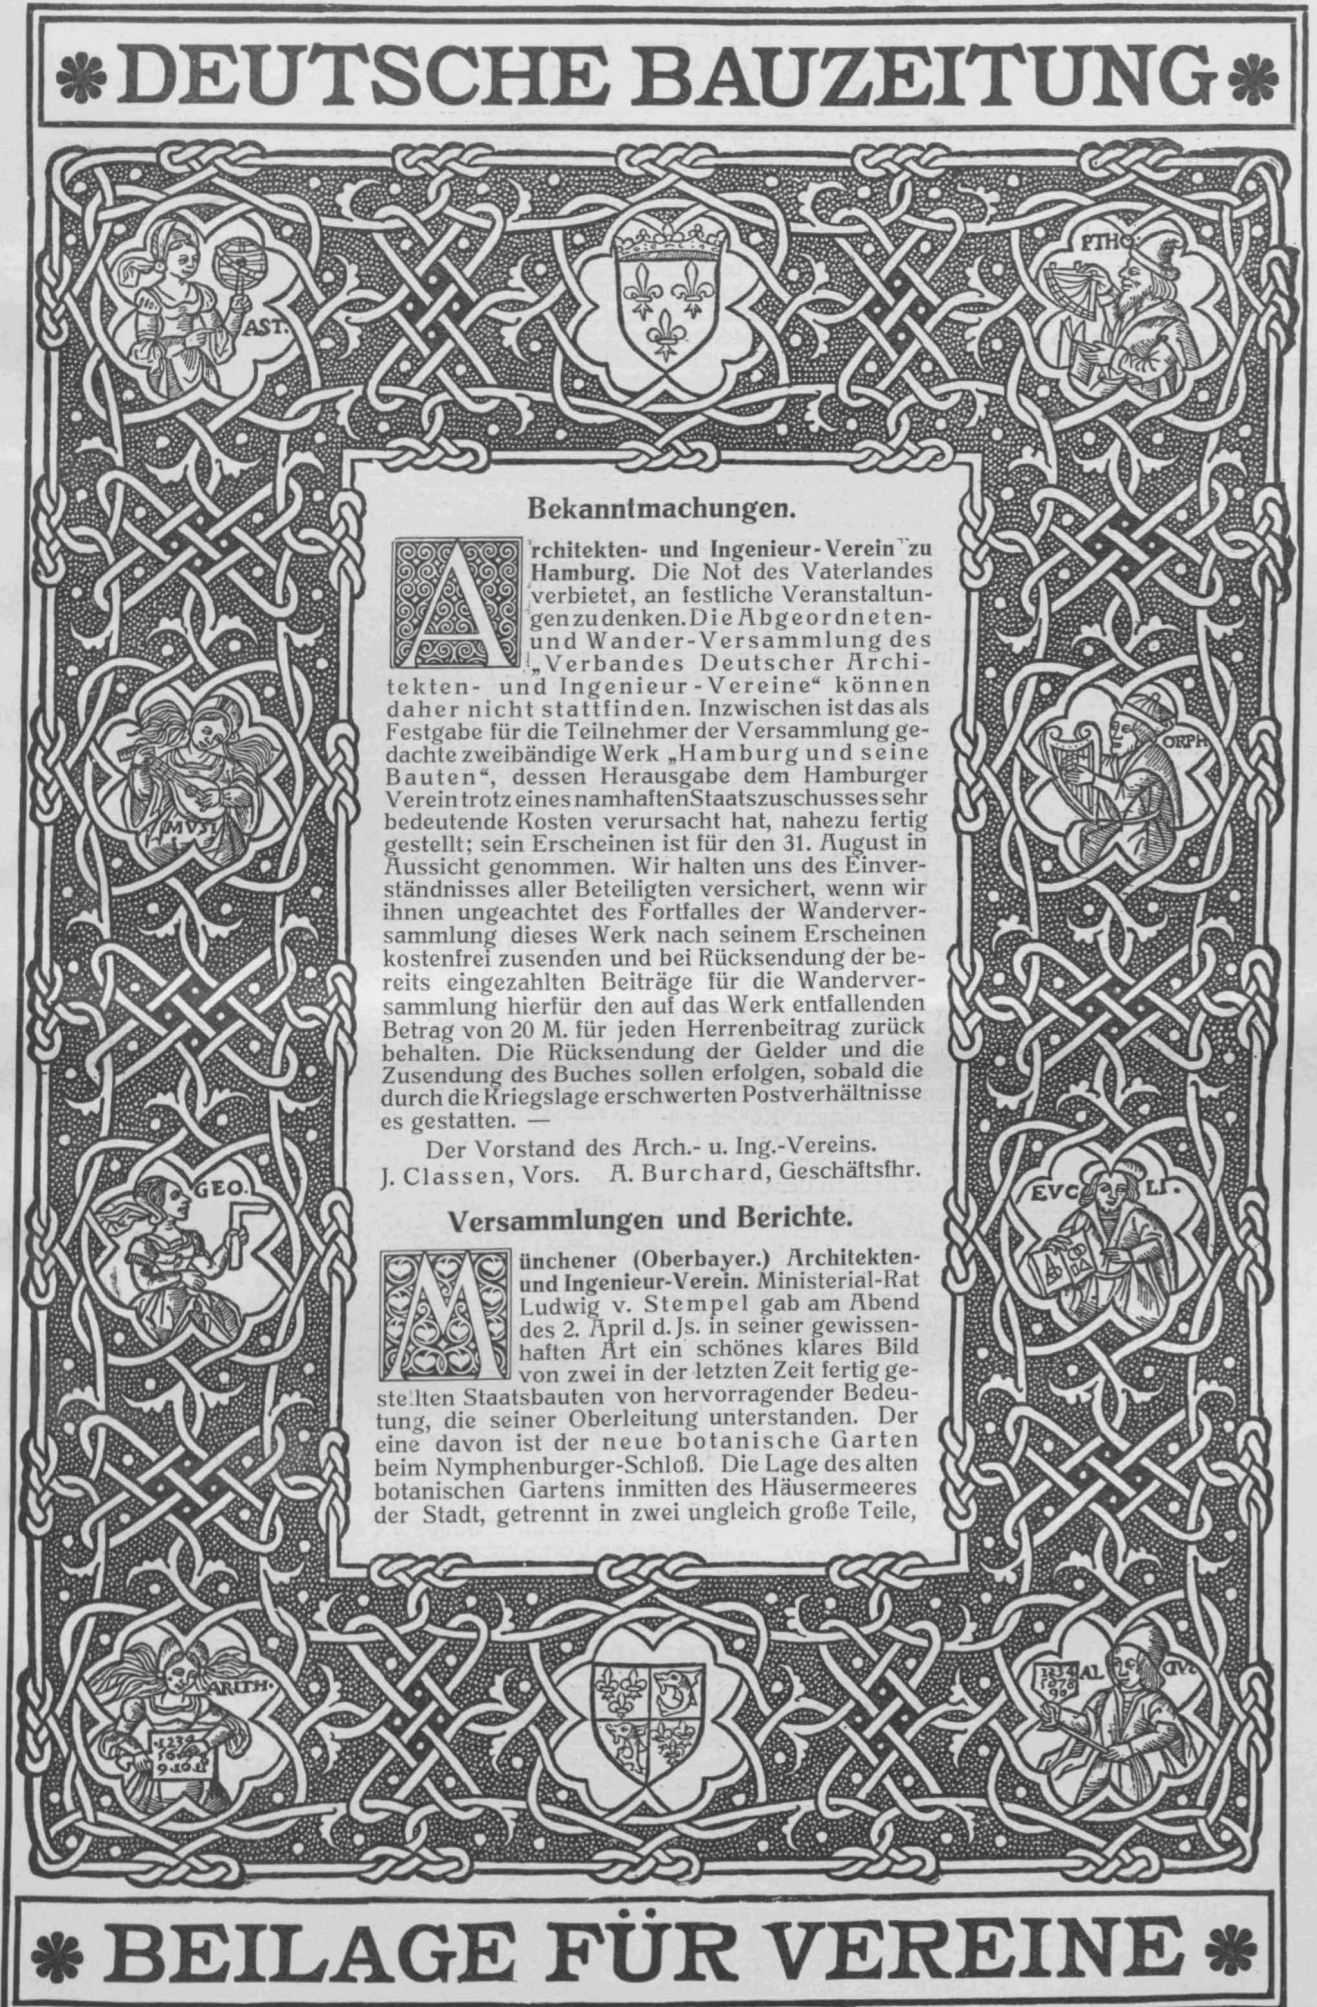 * DEUTSCHE BAUZEITUNG *
AST.
PTHO.
Bekanntmachungen.
Architekten- und Ingenieur-Verein zu
Hamburg. Die Not des Vaterlandes
verbietet, an festliche Veranstaltun-
gen zu denken. Die Abgeordneten-
und Wander-Versammlung des
„Verbandes Deutscher Archi-
tekten- und Ingenieur-Vereine“ können
daher nicht stattfinden. Inzwischen ist das als
Festgabe für die Teilnehmer der Versammlung ge-
dachte zweibändige Werk „Hamburg und seine
Bauten“, dessen Herausgabe dem Hamburger
Verein trotz eines namhaften Staatszuschusses sehr
bedeutende Kosten verursacht hat, nahezu fertig
gestellt; sein Erscheinen ist für den 31. August in
Aussicht genommen. Wir halten uns des Einver-
ständnisses aller Beteiligten versichert, wenn wir
ihnen ungeachtet des Fortfalles der Wanderver-
sammlung dieses Werk nach seinem Erscheinen
kostenfrei zusenden und bei Rücksendung der be-
reits eingezahlten Beiträge für die Wanderver-
sammlung hierfür den auf das Werk entfallenden
Betrag von 20 M. für jeden Herrenbeitrag zurück
behalten. Die Rücksendung der Gelder und die
Zusendung des Buches sollen erfolgen, sobald die
durch die Kriegslage erschwerten Postverhältnisse
es gestatten. —
Der Vorstand des Arch.- u. Ing.-Vereins.
J. Classen, Vors. A. Burchard, Geschäftsfhr.
Versammlungen und Berichte.
Münchener (Oberbayer.) Architekten-
und Ingenieur-Verein. Ministerial-Rat
Ludwig v. Stempel gab am Abend
des 2. April d. Js. in seiner gewissen-
haften Art ein schönes klares Bild
von zwei in der letzten Zeit fertig ge-
stellten Staatsbauten von hervorragender Bedeu-
tung, die seiner Oberleitung unterstanden. Der
eine davon ist der neue botanische Garten
beim Nymphenburger-Schloß. Die Lage des alten
botanischen Gartens inmitten des Häusermeeres
der Stadt, getrennt in zwei ungleich große Teile,
MVSI
ORPH
GEO.
EVCLI.
ARITH.
1234
9.10.11
1234
5678
90
AL
* BEILAGE FÜR VEREINE *